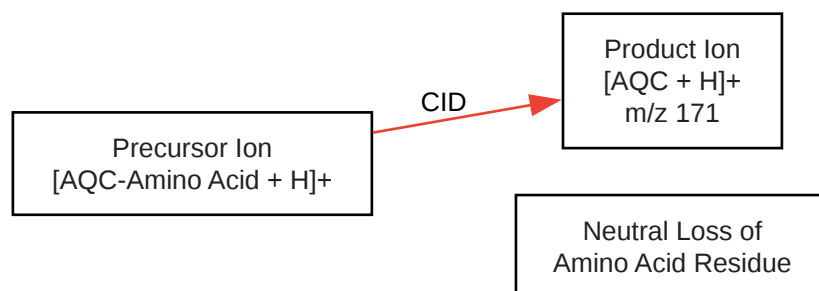 Precursor Ion
[AQC-Amino Acid + H]+
CID
Product Ion
[AQC + H]+
m/z 171
Neutral Loss of
Amino Acid Residue